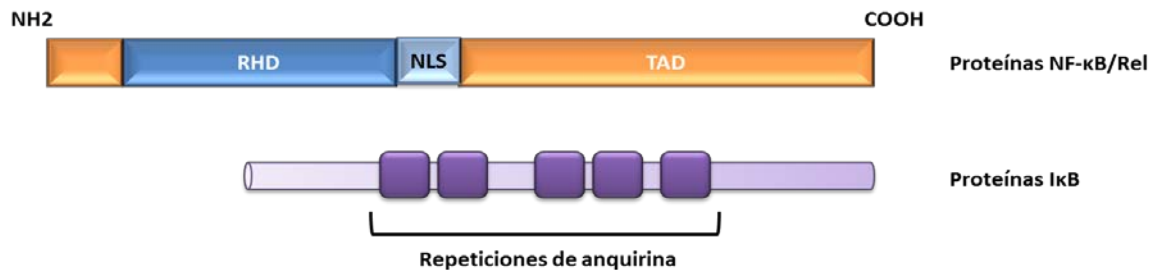 NH2
COOH
RHD
NLS
TAD
Proteínas NF-κB/Rel
Proteínas IκB
Repeticiones de anquirina